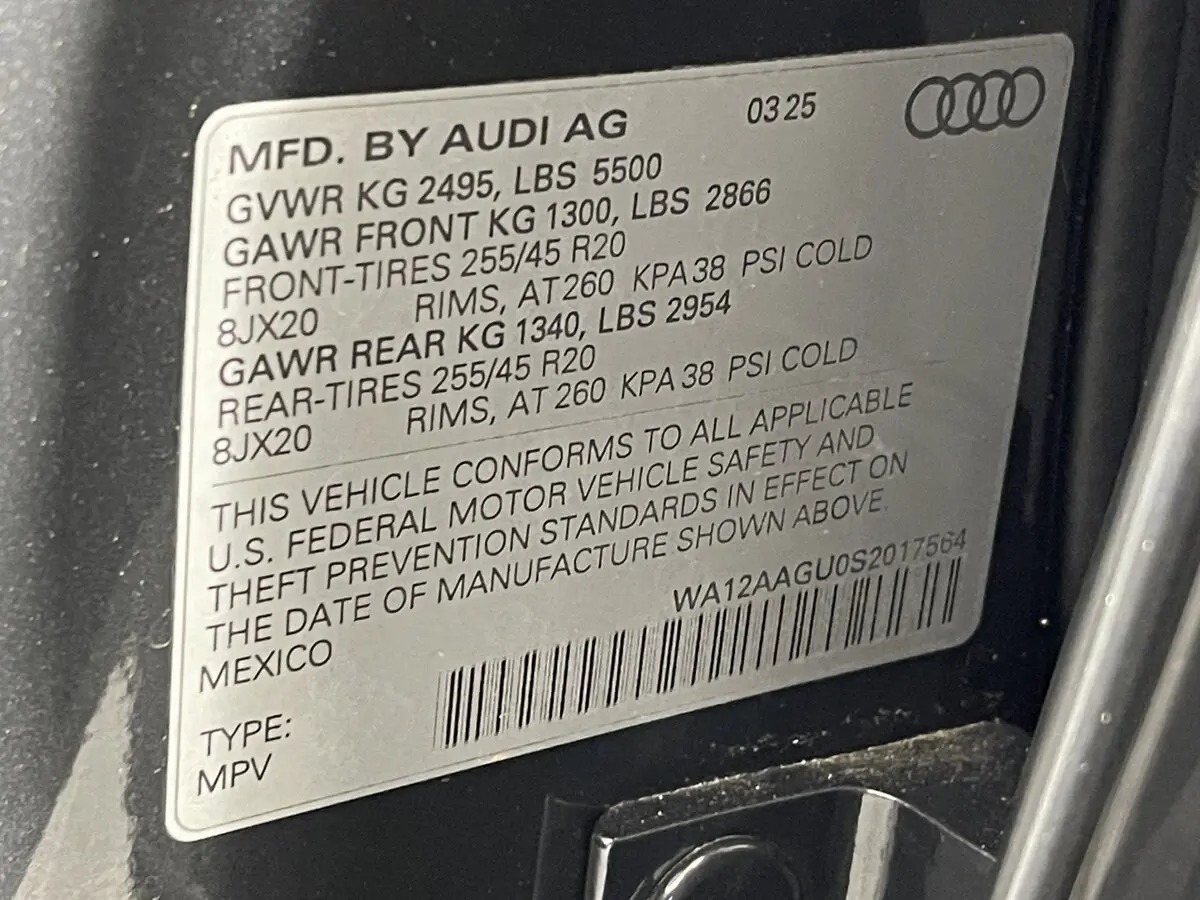 MFD. BY AUDI AG 03 25
GVWR KG 2495, LBS 5500
GAWR FRONT KG 1300, LBS 2866
FRONT-TIRES 255/45 R20
8JX20 RIMS, AT 260 KPA 38 PSI COLD
GAWR REAR KG 1340, LBS 2954
REAR-TIRES 255/45 R20
8JX20 RIMS, AT 260 KPA 38 PSI COLD
THIS VEHICLE CONFORMS TO ALL APPLICABLE
U.S. FEDERAL MOTOR VEHICLE SAFETY AND
THEFT PREVENTION STANDARDS IN EFFECT ON
THE DATE OF MANUFACTURE SHOWN ABOVE.
MEXICO WA12AAGU0S2017564
TYPE:
MPV